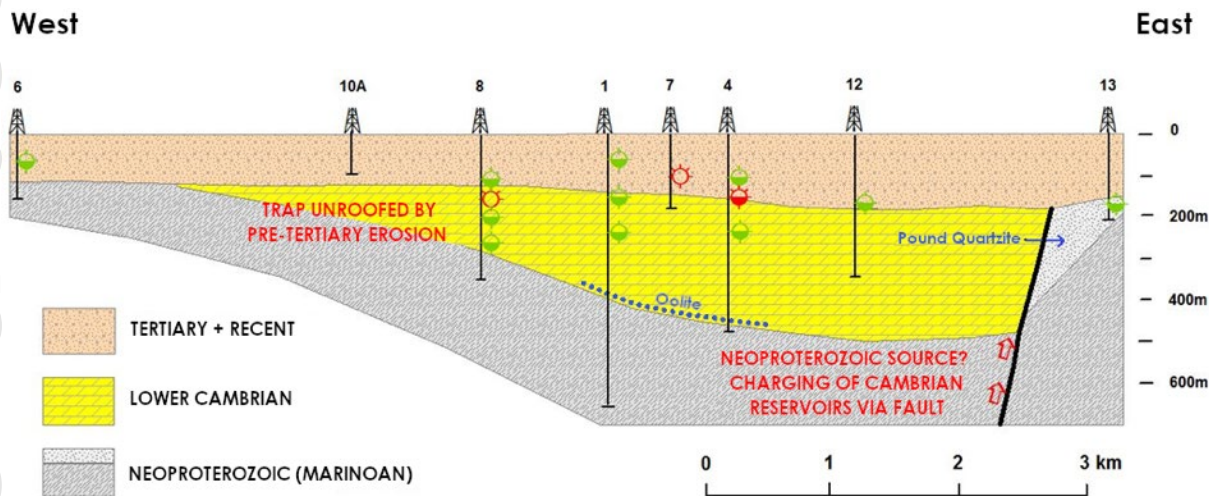 West
East
6
10A
8
1
7
4
12
13
0
200m
400m
600m
TRAP UNROOFED BY
PRE-TERTIARY EROSION
Pound Quartzite
Oolite
NEOPROTEROZOIC SOURCE?
CHARGING OF CAMBRIAN
RESERVOIRS VIA FAULT
TERTIARY + RECENT
LOWER CAMBRIAN
NEOPROTEROZOIC (MARINOAN)
0
1
2
3 km